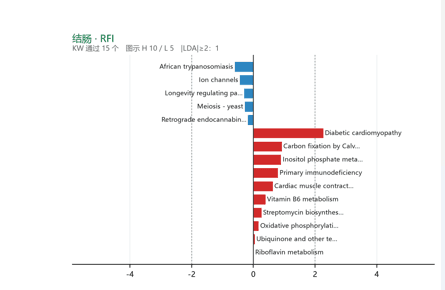 结肠 · RFI
KW 通过 15 个 图示 H 10 / L 5 |LDA|≥2: 1
African trypanosomiasis
Ion channels
Longevity regulating pa...
Meiosis - yeast
Retrograde endocannabin...
Diabetic cardiomyopathy
Carbon fixation by Calv...
Inositol phosphate meta...
Primary immunodeficiency
Cardiac muscle contract...
Vitamin B6 metabolism
Streptomycin biosynthes...
Oxidative phosphorylati...
Ubiquinone and other te...
Riboflavin metabolism
-4 -2 0 2 4